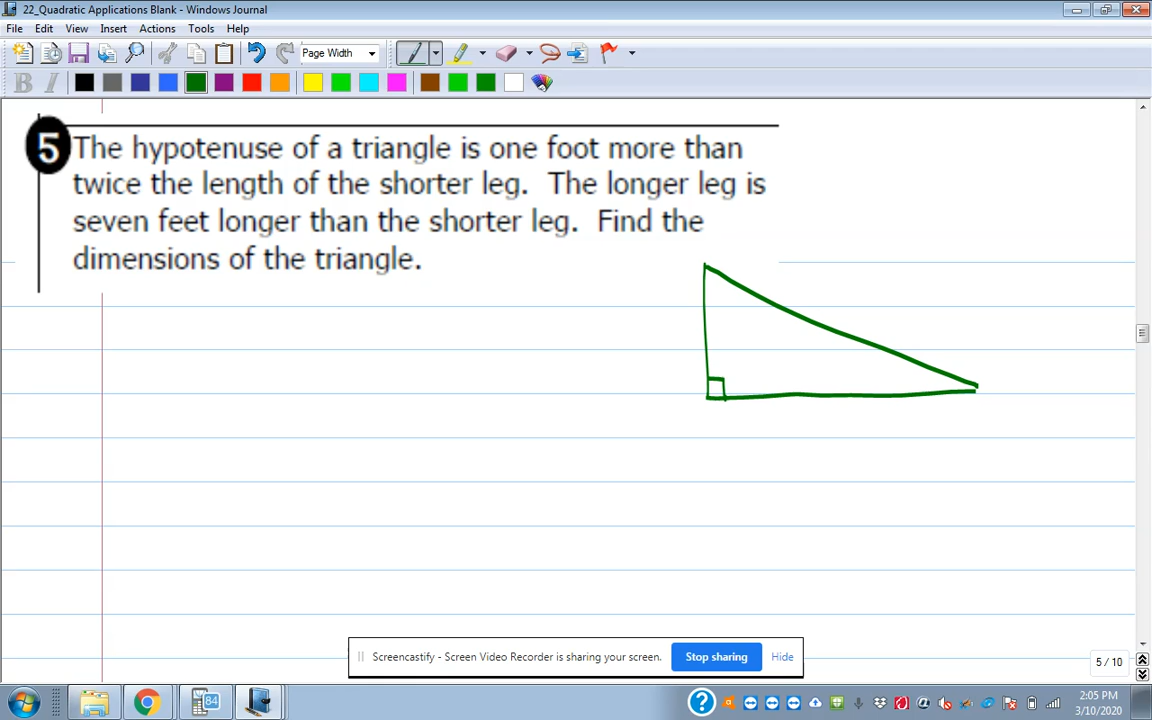 22_Quadratic Applications Blank - Windows Journal
File Edit View Insert Actions Tools Help
Page Width
B I
5 The hypotenuse of a triangle is one foot more than
twice the length of the shorter leg. The longer leg is
seven feet longer than the shorter leg. Find the
dimensions of the triangle.
Screencastify - Screen Video Recorder is sharing your screen. Stop sharing Hide
5 / 10
84
2:05 PM
3/10/2020